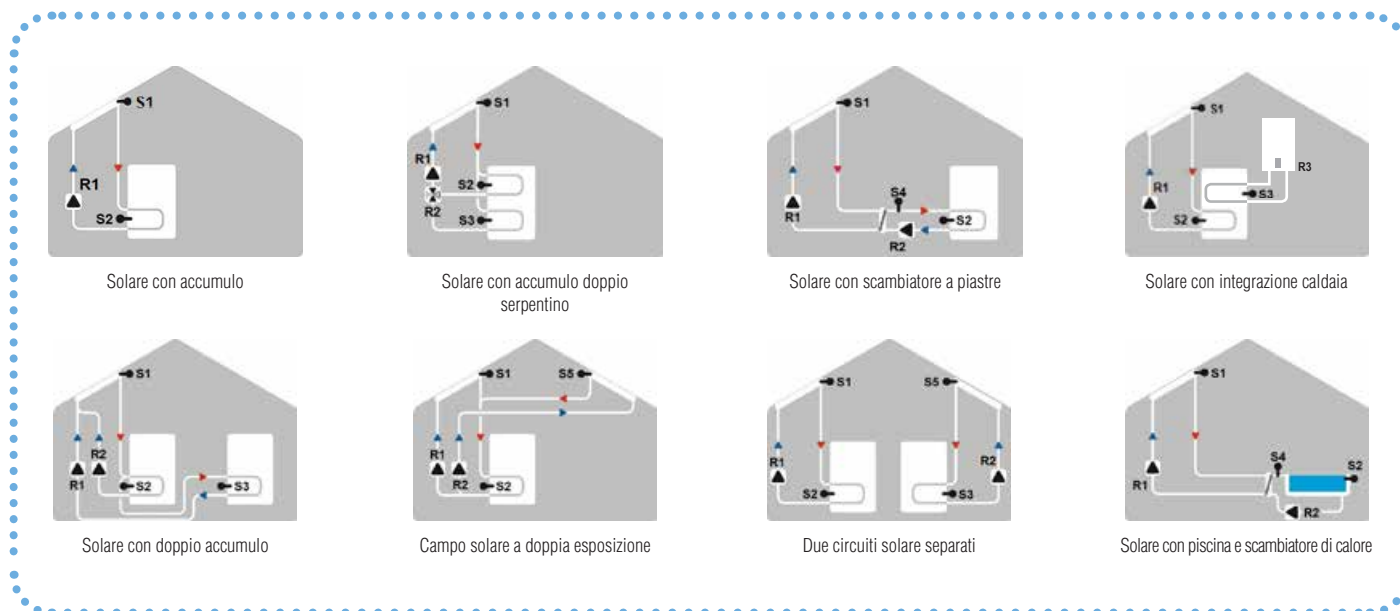 S1
R1
S2
Solare con accumulo
S1
R1
S2
R2
S3
Solare con accumulo doppio
serpentino
S1
S4
R1
S2
R2
Solare con scambiatore a piastre
S1
R3
R1
S3
S2
Solare con integrazione caldaia
S1
R2
R1
S2
S3
Solare con doppio accumulo
S1
S5
R1
R2
S2
Campo solare a doppia esposizione
S1
S5
R1
R2
S2
S3
Due circuiti solare separati
S1
S4
S2
R1
R2
Solare con piscina e scambiatore di calore